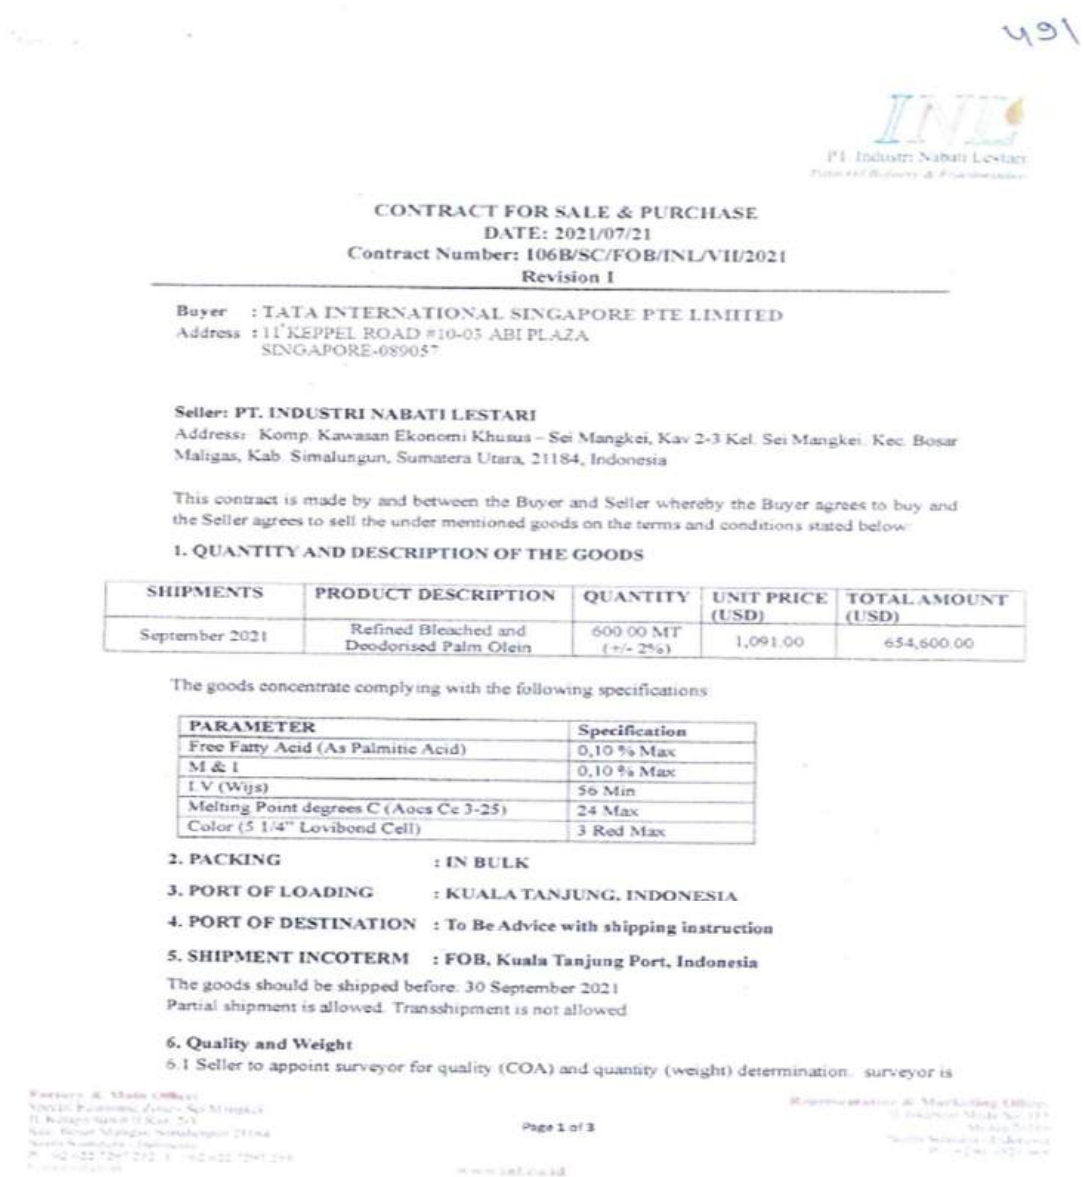 491
INL
PT. Industri Nabati Lestari
CONTRACT FOR SALE & PURCHASE
DATE: 2021/07/21
Contract Number: 106B/SC/FOB/INL/VII/2021
Revision 1
Buyer : TATA INTERNATIONAL SINGAPORE PTE LIMITED
Address : 11 KEPPEL ROAD #10-03 ABI PLAZA
SINGAPORE-089057
Seller: PT. INDUSTRI NABATI LESTARI
Address: Komp. Kawasan Ekonomi Khusus – Sei Mangkei, Kav 2-3 Kel. Sei Mangkei. Kec. Bosar
Maligas, Kab. Simalungun, Sumatera Utara, 21184, Indonesia
This contract is made by and between the Buyer and Seller whereby the Buyer agrees to buy and
the Seller agrees to sell the under mentioned goods on the terms and conditions stated below:
1. QUANTITY AND DESCRIPTION OF THE GOODS
SHIPMENTS PRODUCT DESCRIPTION QUANTITY UNIT PRICE TOTAL AMOUNT
(USD) (USD)
September 2021 Refined Bleached and 600.00 MT 1,091.00 654,600.00
Deodorised Palm Olein (+/- 2%)
The goods concentrate complying with the following specifications
PARAMETER Specification
Free Fatty Acid (As Palmitic Acid) 0,10 % Max
M & I 0,10 % Max
I.V (Wijs) 56 Min
Melting Point degrees C (Aocs Cc 3-25) 24 Max
Color (5 1/4" Lovibond Cell) 3 Red Max
2. PACKING : IN BULK
3. PORT OF LOADING : KUALA TANJUNG, INDONESIA
4. PORT OF DESTINATION : To Be Advice with shipping instruction
5. SHIPMENT INCOTERM : FOB, Kuala Tanjung Port, Indonesia
The goods should be shipped before: 30 September 2021
Partial shipment is allowed. Transshipment is not allowed
6. Quality and Weight
6.1 Seller to appoint surveyor for quality (COA) and quantity (weight) determination. surveyor is
Factory & Main Office:
Representative & Marketing Office
Page 1 of 3
www.inl.co.id